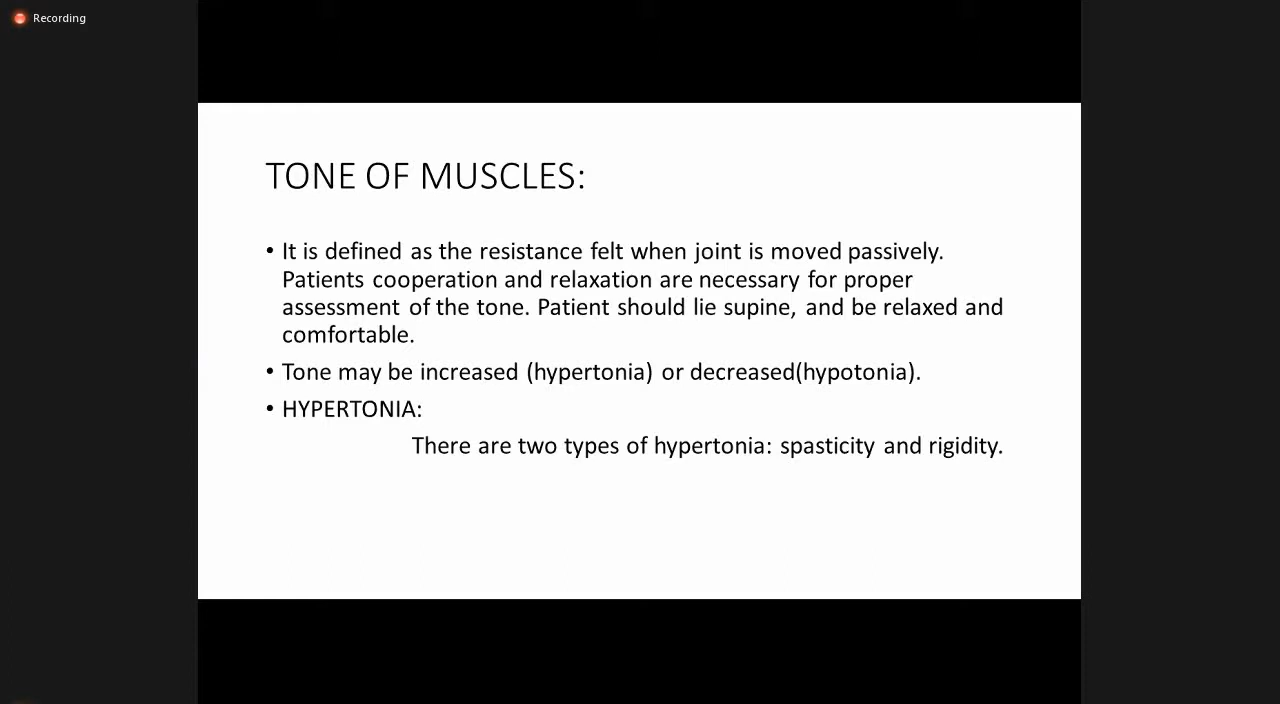 Recording
TONE OF MUSCLES:
• It is defined as the resistance felt when joint is moved passively.
Patients cooperation and relaxation are necessary for proper
assessment of the tone. Patient should lie supine, and be relaxed and
comfortable.
• Tone may be increased (hypertonia) or decreased(hypotonia).
• HYPERTONIA:
There are two types of hypertonia: spasticity and rigidity.